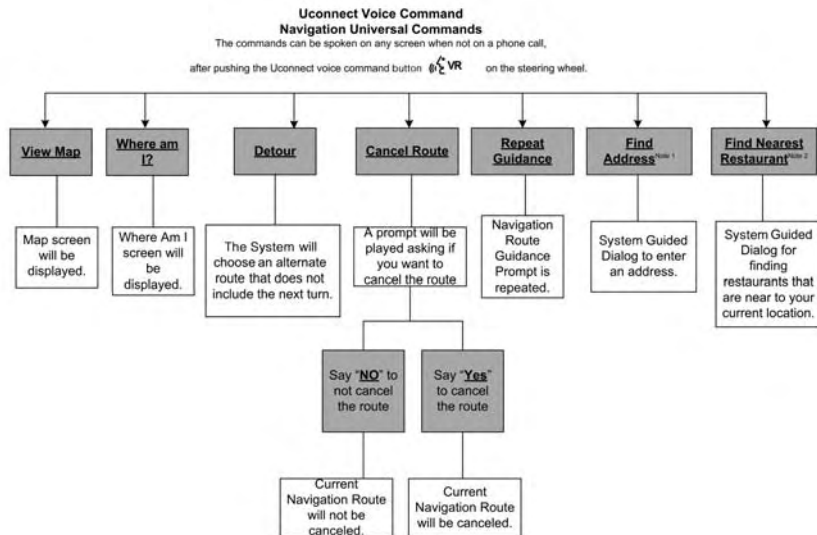 Uconnect Voice Command
Navigation Universal Commands
The commands can be spoken on any screen when not on a phone call,
after pushing the Uconnect voice command button VR on the steering wheel.
View Map
Where am
I?
Detour
Cancel Route
Repeat
Guidance
Find
Address Note 1
Find Nearest
Restaurant Note 2
Map screen
will be
displayed.
Where Am I
screen will
be
displayed.
The System will
choose an alternate
route that does not
include the next turn.
A prompt will be
played asking if
you want to
cancel the route
Navigation
Route
Guidance
Prompt is
repeated.
System Guided
Dialog to enter
an address.
System Guided
Dialog for
finding
restaurants that
are near to your
current location.
Say "NO" to
not cancel
the route
Say "Yes"
to cancel
the route
Current
Navigation Route
will not be
canceled.
Current
Navigation Route
will be canceled.